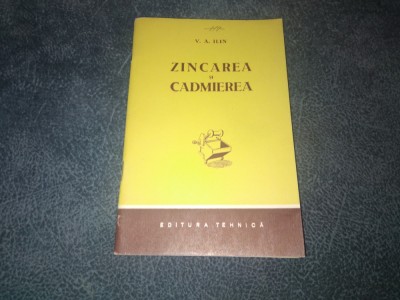 V. A. ILIN
ZINCAREA
ȘI
CADMIEREA
EDITURA TEHNICĂ